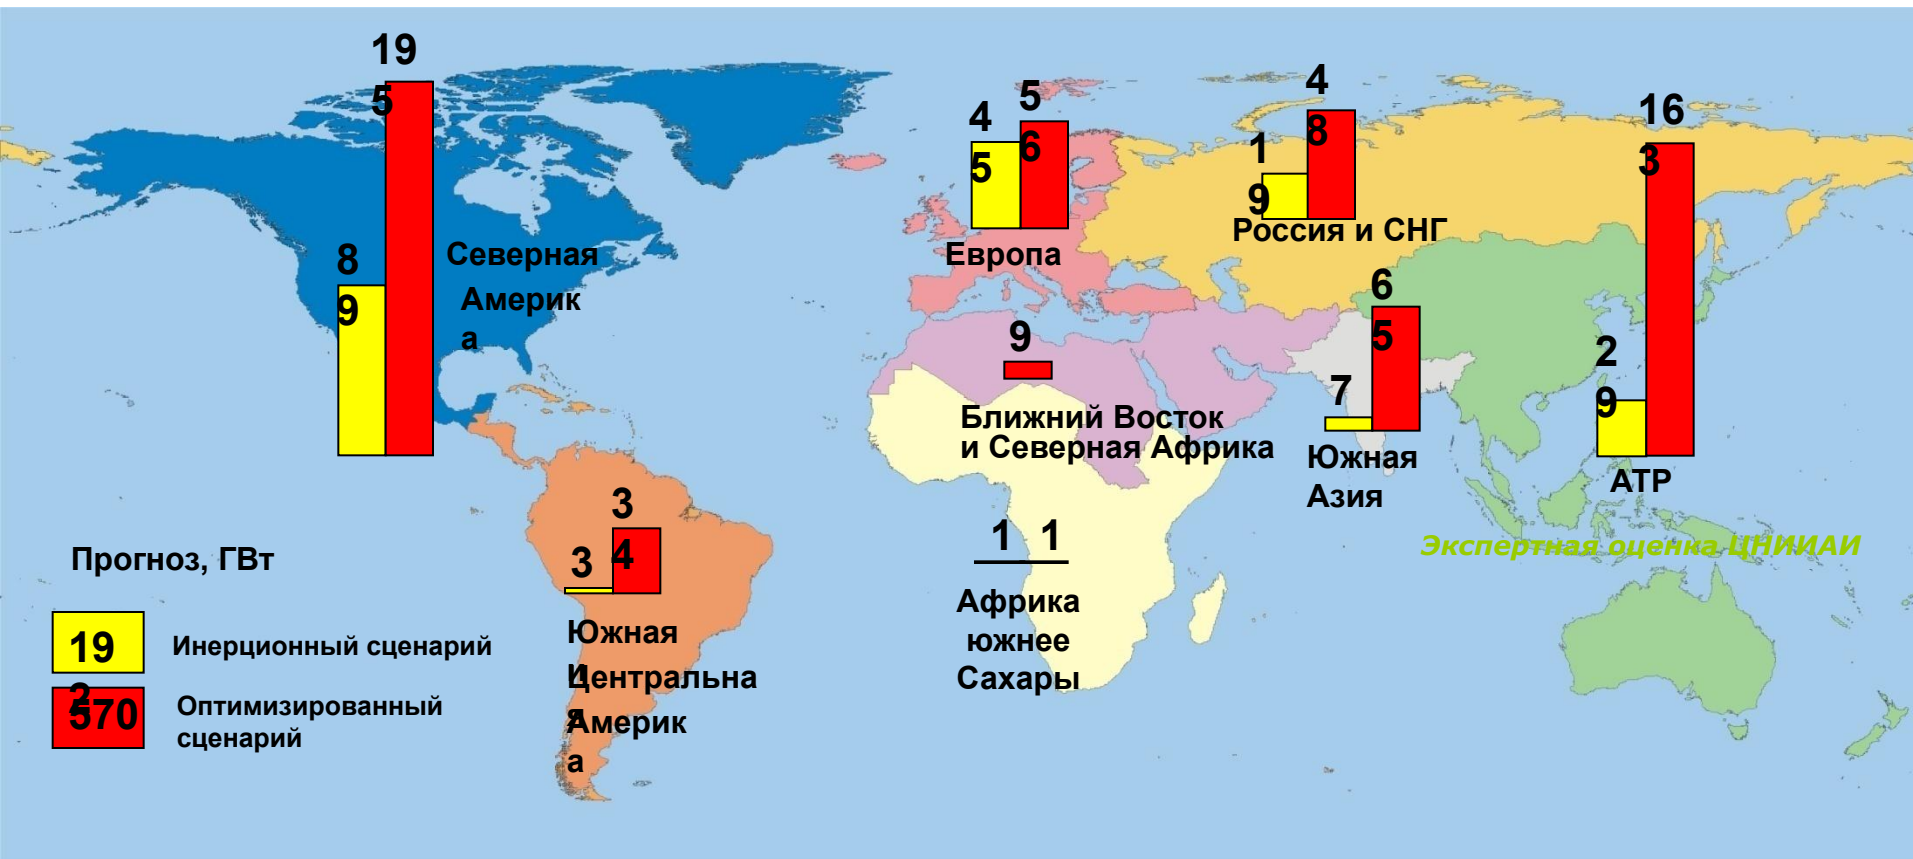 19
5
8
9
Северная
Америк
а
4
5
5
6
Европа
1
9
4
8
Россия и СНГ
16
3
2
9
АТР
6
5
7
Южная
Азия
9
Ближний Восток
и Северная Африка
1 1
Африка
южнее
Сахары
3
4
3
Южная
и
Центральна
я
Америк
а
Экспертная оценка ЦНИИАИ
Прогноз, ГВт
19
3
Инерционный сценарий
570
Оптимизированный
сценарий